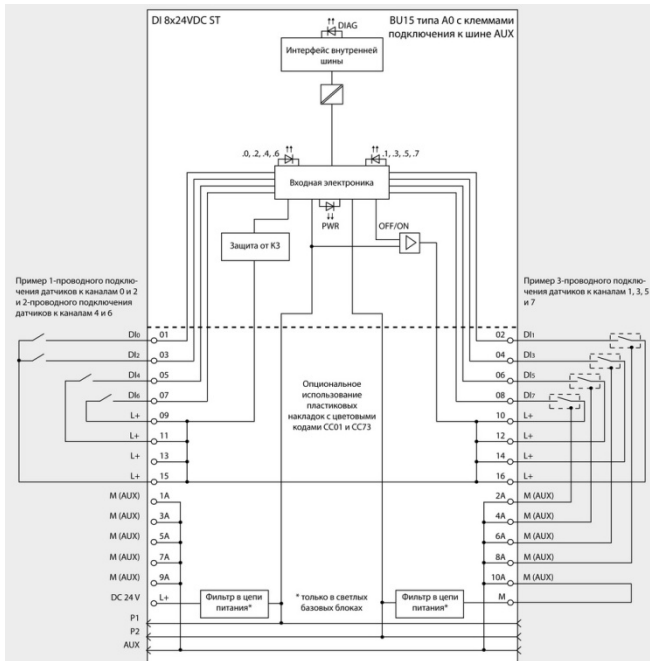 DI 8x24VDC ST
BU15 типа A0 с клеммами
подключения к шине AUX
DIAG
Интерфейс внутренней
шины
.0, .2, .4, .6
.1, .3, .5, .7
Входная электроника
PWR
OFF/ON
Защита от КЗ
Пример 1-проводного подклю-
чения датчиков к каналам 0 и 2
и 2-проводного подключения
датчиков к каналам 4 и 6
Пример 3-проводного подклю-
чения датчиков к каналам 1, 3, 5
и 7
DI0 01
02 DI1
DI2 03
04 DI3
DI4 05
06 DI5
DI6 07
08 DI7
L+ 09
10 L+
L+ 11
12 L+
L+ 13
14 L+
L+ 15
16 L+
Опциональное
использование
пластиковых
накладок с цветовыми
кодами CC01 и CC73
M (AUX) 1A
2A M (AUX)
M (AUX) 3A
4A M (AUX)
M (AUX) 5A
6A M (AUX)
M (AUX) 7A
8A M (AUX)
M (AUX) 9A
10A M (AUX)
DC 24 V L+
Фильтр в цепи
питания*
* только в светлых
базовых блоках
Фильтр в цепи
питания*
M
P1
P2
AUX